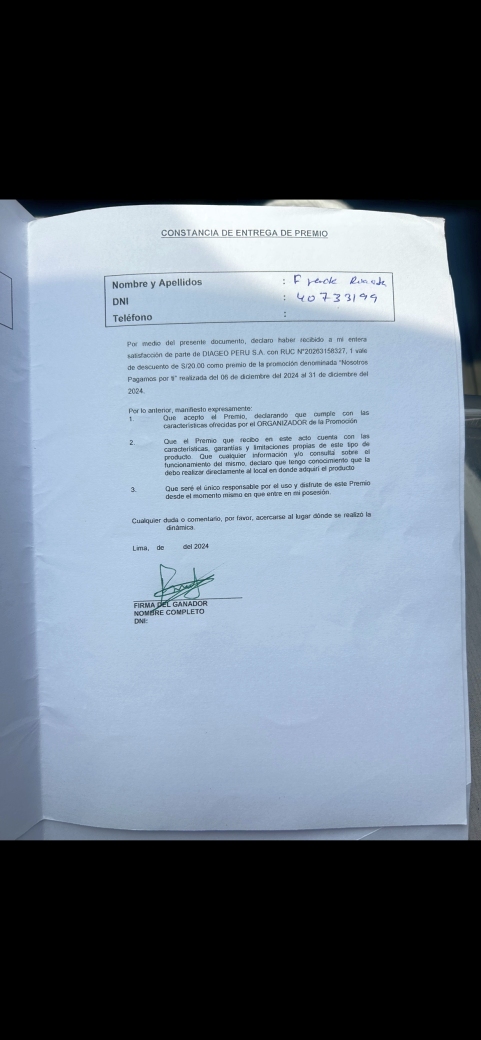 CONSTANCIA DE ENTREGA DE PREMIO
Nombre y Apellidos :
DNI : 40733199
Teléfono :
Por medio del presente documento, declaro haber recibido a mi entera
satisfacción de parte de DIAGEO PERU S.A. con RUC N°20263158327, 1 vale
de descuento de S/20.00 como premio de la promoción denominada "Nosotros
Pagamos por ti" realizada del 06 de diciembre del 2024 al 31 de diciembre del
2024.
Por lo anterior, manifiesto expresamente:
1. Que acepto el Premio, declarando que cumple con las
características ofrecidas por el ORGANIZADOR de la Promoción
2. Que el Premio que recibo en este acto cuenta con las
características, garantías y limitaciones propias de este tipo de
producto. Que cualquier información y/o consulta sobre el
funcionamiento del mismo, declaro que tengo conocimiento que la
debo realizar directamente al local en donde adquirí el producto
3. Que seré el único responsable por el uso y disfrute de este Premio
desde el momento mismo en que entre en mi posesión.
Cualquier duda o comentario, por favor, acercarse al lugar dónde se realizó la
dinámica.
Lima, de del 2024
FIRMA DEL GANADOR
NOMBRE COMPLETO
DNI: